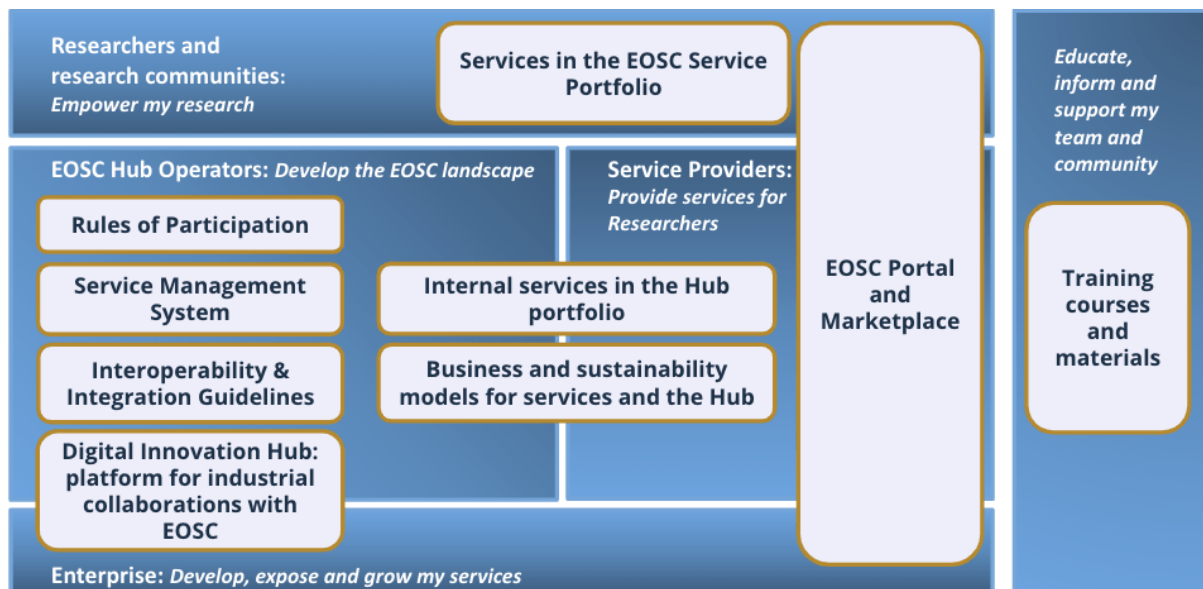 Researchers and
research communities:
Empower my research
Services in the EOSC Service
Portfolio
EOSC Hub Operators: Develop the EOSC landscape
Rules of Participation
Service Management
System
Interoperability &
Integration Guidelines
Digital Innovation Hub:
platform for industrial
collaborations with
EOSC
Internal services in the Hub
portfolio
Business and sustainability
models for services and the Hub
Service Providers:
Provide services for
Researchers
EOSC Portal
and
Marketplace
Enterprise: Develop, expose and grow my services
Educate,
inform and
support my
team and
community
Training
courses
and
materials